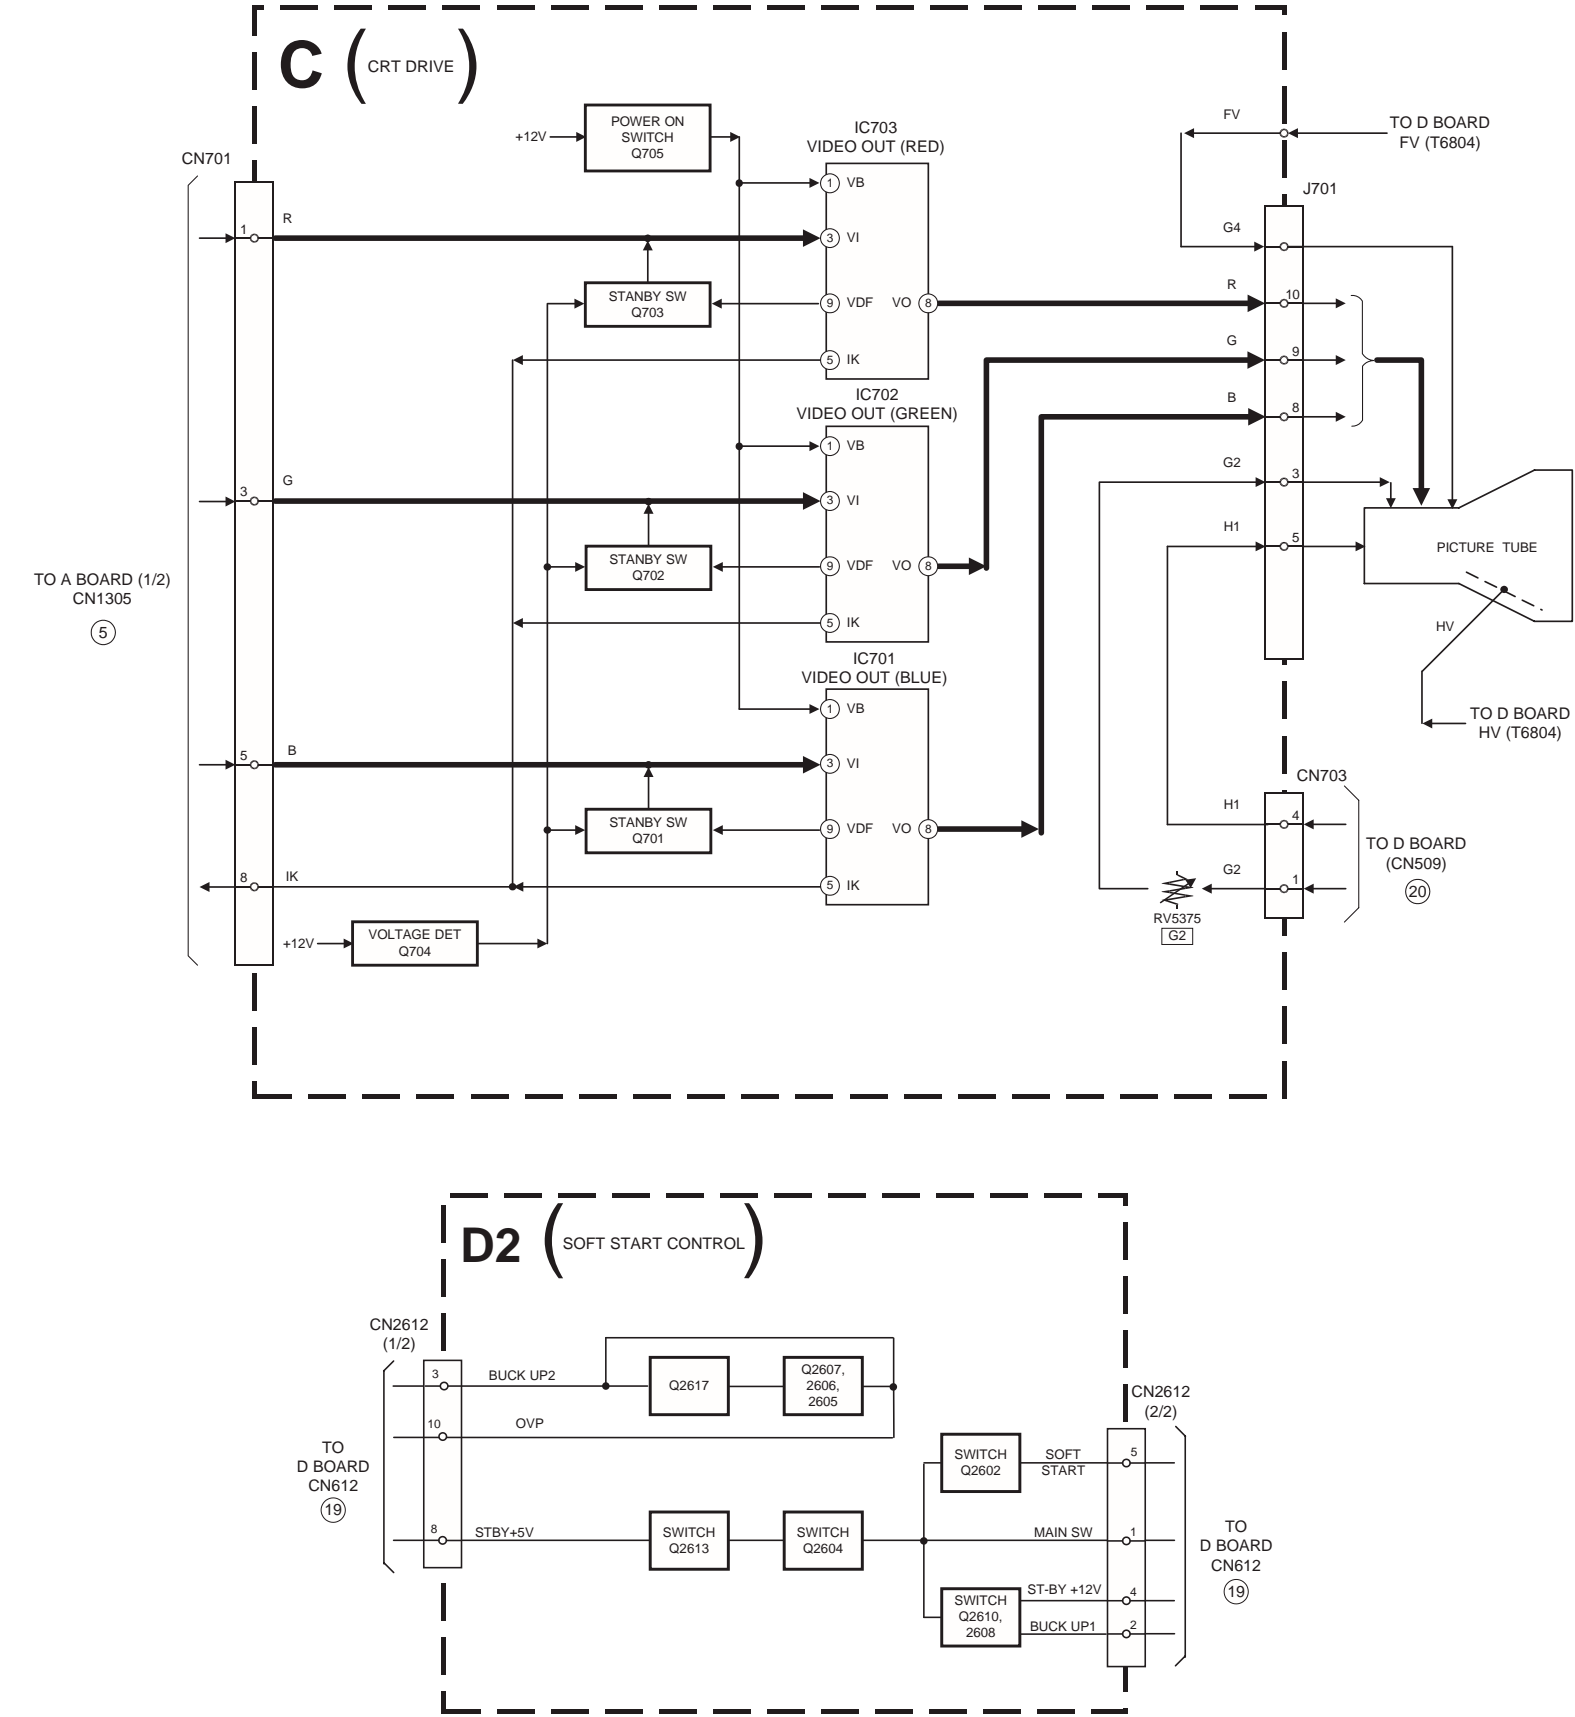 C ( CRT DRIVE )
+12V
POWER ON
SWITCH
Q705
IC703
VIDEO OUT (RED)
1 VB
3 VI
9 VDF VO 8
5 IK
CN701
1
R
STANBY SW
Q703
IC702
VIDEO OUT (GREEN)
1 VB
3 VI
9 VDF VO 8
5 IK
3
G
STANBY SW
Q702
TO A BOARD (1/2)
CN1305
5
IC701
VIDEO OUT (BLUE)
1 VB
3 VI
9 VDF VO 8
5 IK
5
B
STANBY SW
Q701
8
IK
+12V
VOLTAGE DET
Q704
FV
TO D BOARD
FV (T6804)
J701
G4
R
10
G
9
B
8
G2
3
H1
5
PICTURE TUBE
HV
TO D BOARD
HV (T6804)
CN703
H1
4
G2
1
TO D BOARD
(CN509)
20
RV5375
G2
D2 ( SOFT START CONTROL )
CN2612
(1/2)
3
BUCK UP2
Q2617
Q2607,
2606,
2605
10
OVP
TO
D BOARD
CN612
19
8
STBY+5V
SWITCH
Q2613
SWITCH
Q2604
CN2612
(2/2)
SWITCH
Q2602
SOFT
START
5
MAIN SW
1
SWITCH
Q2610,
2608
ST-BY +12V
4
BUCK UP1
2
TO
D BOARD
CN612
19